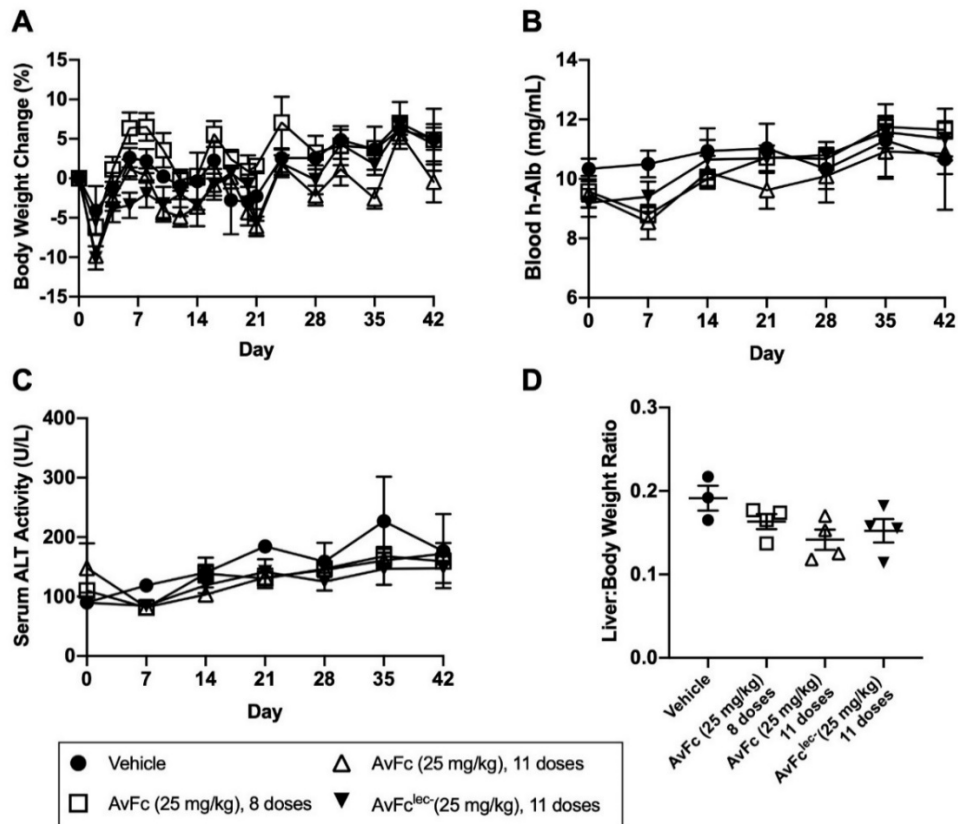 A
Body Weight Change (%)
15
10
5
0
-5
-10
-15
0 7 14 21 28 35 42
Day
B
Blood h-Alb (mg/mL)
14
12
10
8
6
0 7 14 21 28 35 42
Day
C
Serum ALT Activity (U/L)
400
300
200
100
0
0 7 14 21 28 35 42
Day
D
Liver:Body Weight Ratio
0.3
0.2
0.1
0.0
Vehicle
AvFc (25 mg/kg)
8 doses
AvFc (25 mg/kg)
11 doses
AvFclec-(25 mg/kg)
11 doses
Vehicle
AvFc (25 mg/kg), 11 doses
AvFc (25 mg/kg), 8 doses
AvFclec-(25 mg/kg), 11 doses